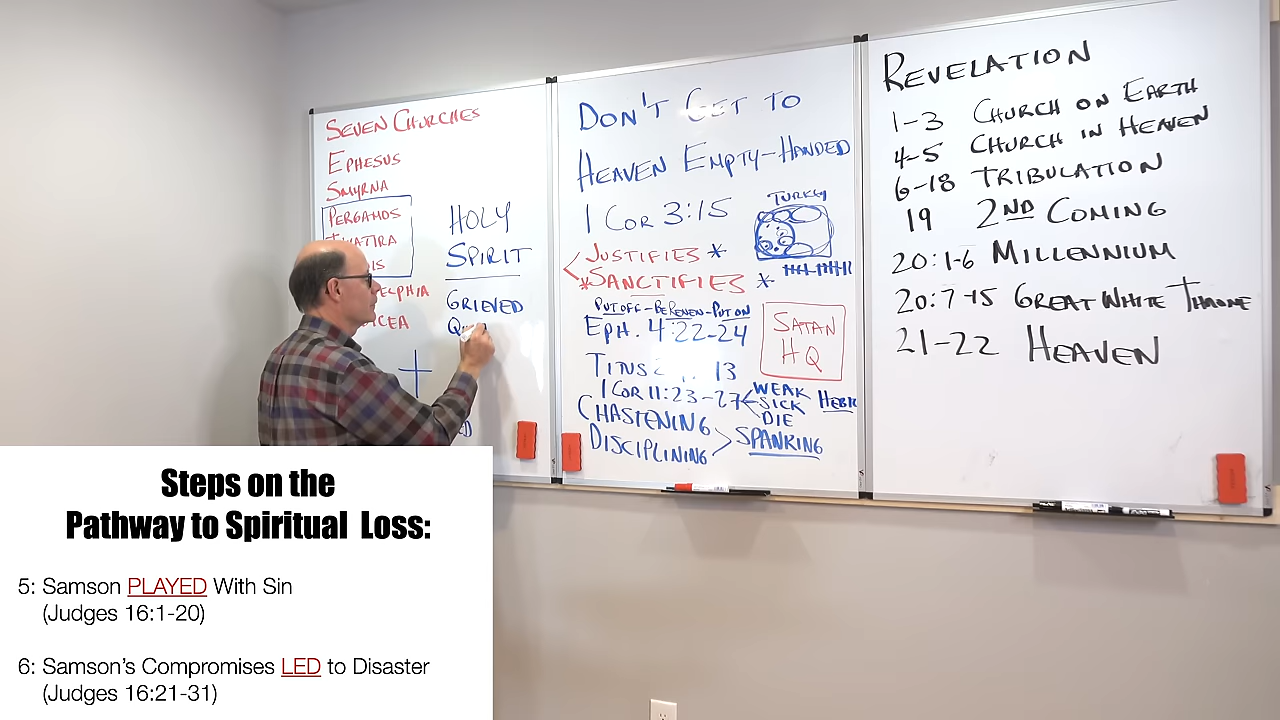 SEVEN CHURCHES
EPHESUS
SMYRNA
PERGAMOS
HOLY
SPIRIT
GRIEVED
DON'T GET TO
HEAVEN EMPTY-HANDED
1 COR 3:15
TURKEY
JUSTIFIES *
*SANCTIFIES *
PUT OFF-BE RENEW-PUT ON
EPH. 4:22-24
SATAN
HQ
13
1 COR 11:23-27
WEAK
SICK
DIE
CHASTENING
DISCIPLINING
SPANKING
REVELATION
1-3 CHURCH ON EARTH
4-5 CHURCH IN HEAVEN
6-18 TRIBULATION
19 2ND COMING
20:1-6 MILLENNIUM
20:7-15 GREAT WHITE THRONE
21-22 HEAVEN
Steps on the
Pathway to Spiritual Loss:
5: Samson PLAYED With Sin
(Judges 16:1-20)
6: Samson's Compromises LED to Disaster
(Judges 16:21-31)